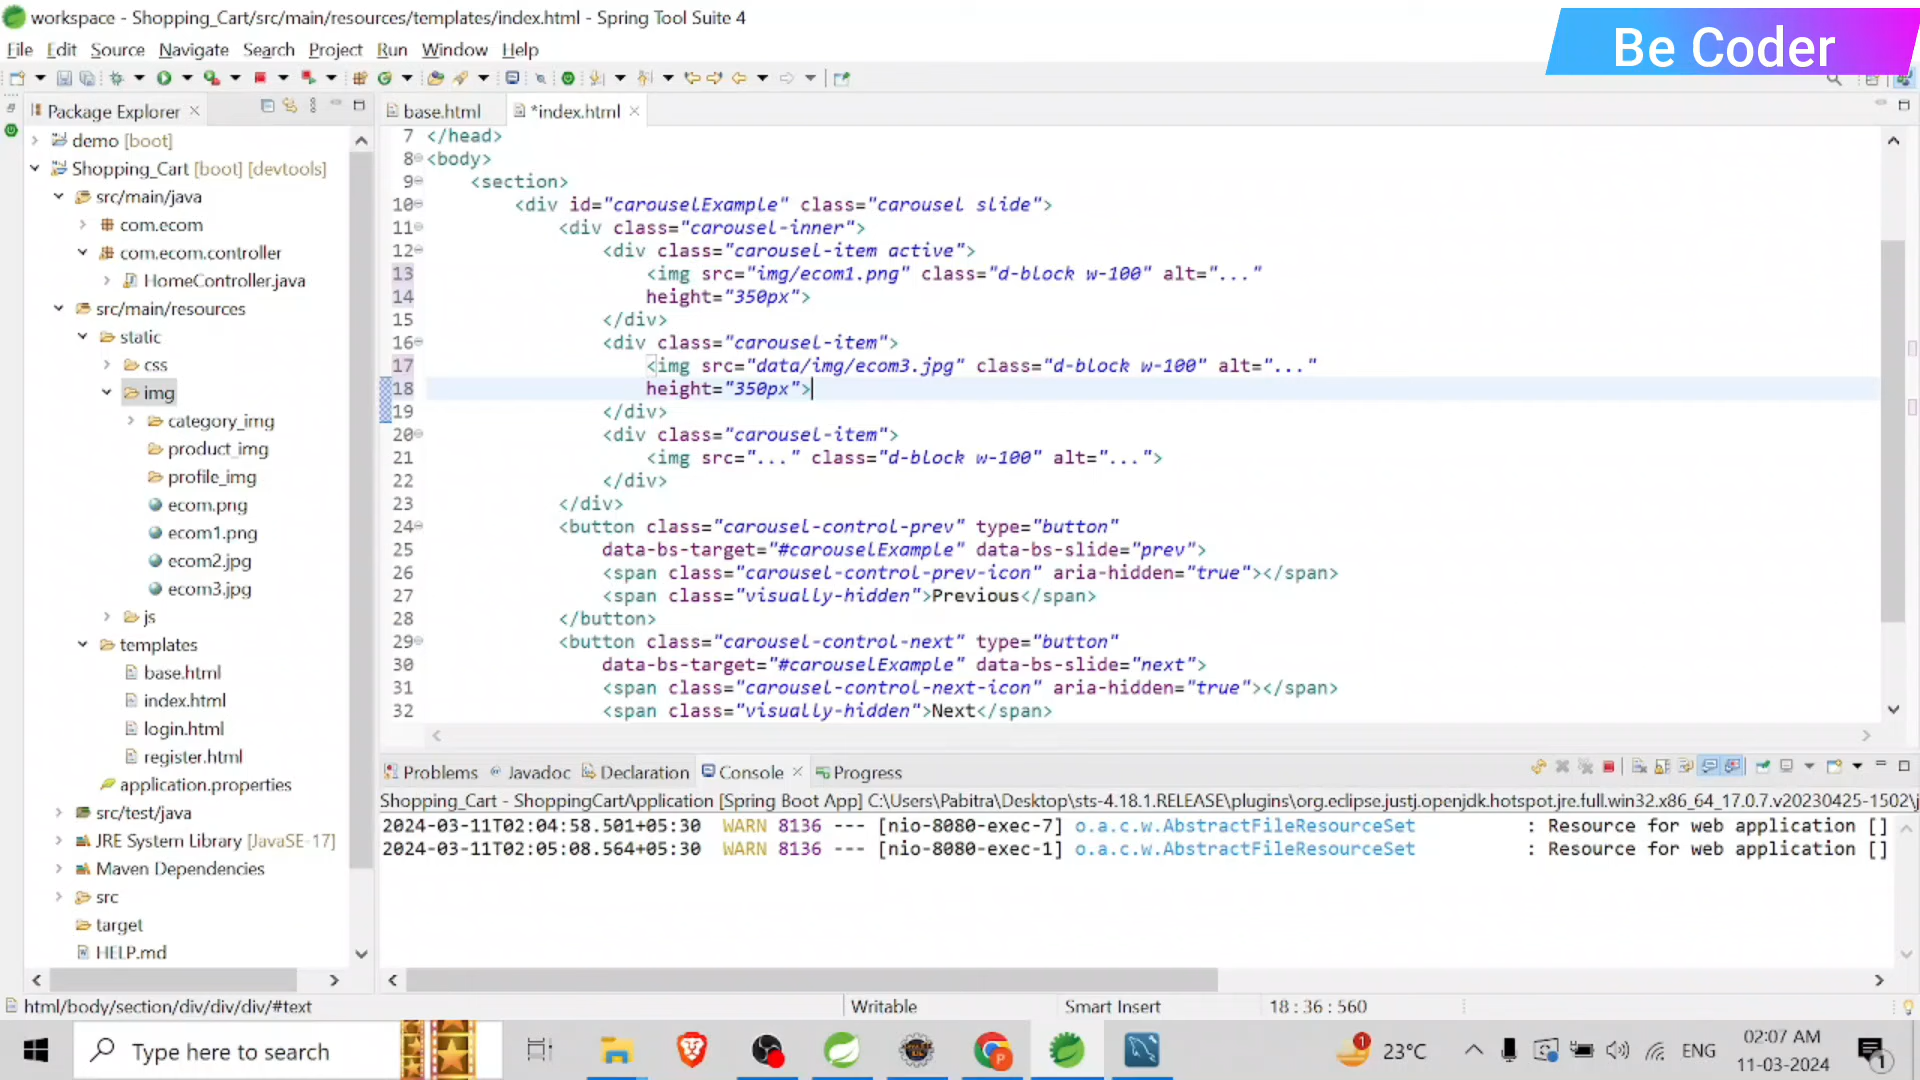 workspace - Shopping_Cart/src/main/resources/templates/index.html - Spring Tool Suite 4
Be Coder
File Edit Source Navigate Search Project Run Window Help
Package Explorer
base.html
*index.html
demo [boot]
Shopping_Cart [boot] [devtools]
src/main/java
com.ecom
com.ecom.controller
HomeController.java
src/main/resources
static
css
img
category_img
product_img
profile_img
ecom.png
ecom1.png
ecom2.jpg
ecom3.jpg
js
templates
base.html
index.html
login.html
register.html
application.properties
src/test/java
JRE System Library [JavaSE-17]
Maven Dependencies
src
target
HELP.md
7 </head>
8 <body>
9 <section>
10 <div id="carouselExample" class="carousel slide">
11 <div class="carousel-inner">
12 <div class="carousel-item active">
13 <img src="img/ecom1.png" class="d-block w-100" alt="..."
14 height="350px">
15 </div>
16 <div class="carousel-item">
17 <img src="data/img/ecom3.jpg" class="d-block w-100" alt="..."
18 height="350px">
19 </div>
20 <div class="carousel-item">
21 <img src="..." class="d-block w-100" alt="...">
22 </div>
23 </div>
24 <button class="carousel-control-prev" type="button"
25 data-bs-target="#carouselExample" data-bs-slide="prev">
26 <span class="carousel-control-prev-icon" aria-hidden="true"></span>
27 <span class="visually-hidden">Previous</span>
28 </button>
29 <button class="carousel-control-next" type="button"
30 data-bs-target="#carouselExample" data-bs-slide="next">
31 <span class="carousel-control-next-icon" aria-hidden="true"></span>
32 <span class="visually-hidden">Next</span>
Problems Javadoc Declaration Console Progress
Shopping_Cart - ShoppingCartApplication [Spring Boot App] C:\Users\Pabitra\Desktop\sts-4.18.1.RELEASE\plugins\org.eclipse.justj.openjdk.hotspot.jre.full.win32.x86_64_17.0.7.v20230425-1502\j
2024-03-11T02:04:58.501+05:30 WARN 8136 --- [nio-8080-exec-7] o.a.c.w.AbstractFileResourceSet : Resource for web application []
2024-03-11T02:05:08.564+05:30 WARN 8136 --- [nio-8080-exec-1] o.a.c.w.AbstractFileResourceSet : Resource for web application []
html/body/section/div/div/div/#text
Writable
Smart Insert
18 : 36 : 560
Type here to search
1
23°C
ENG
02:07 AM
11-03-2024
1